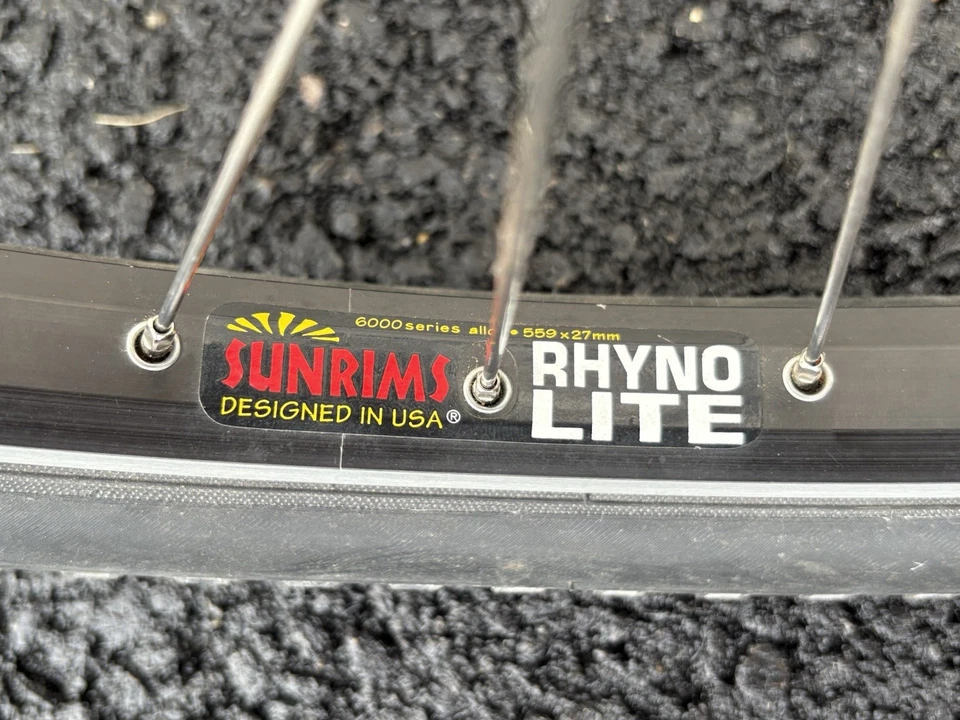 6000 series alloy • 559 x 27mm
SUNRIMS
DESIGNED IN USA®
RHYNO
LITE